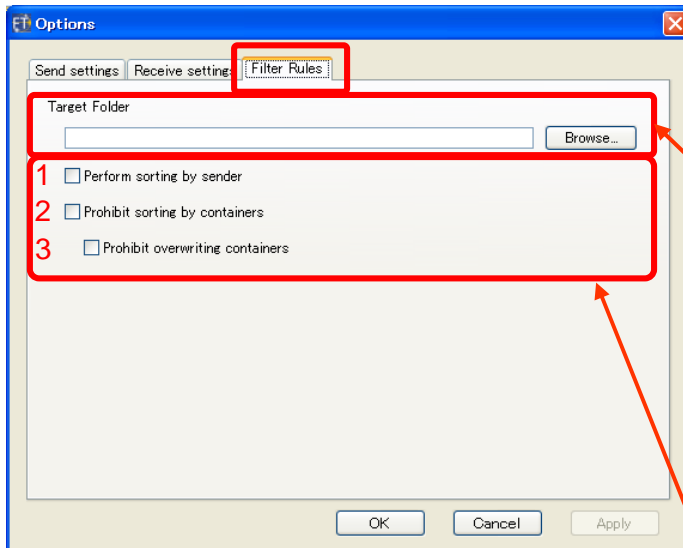 Options
Send settings Receive settings Filter Rules
Target Folder
Browse...
1 Perform sorting by sender
2 Prohibit sorting by containers
3 Prohibit overwriting containers
OK Cancel Apply